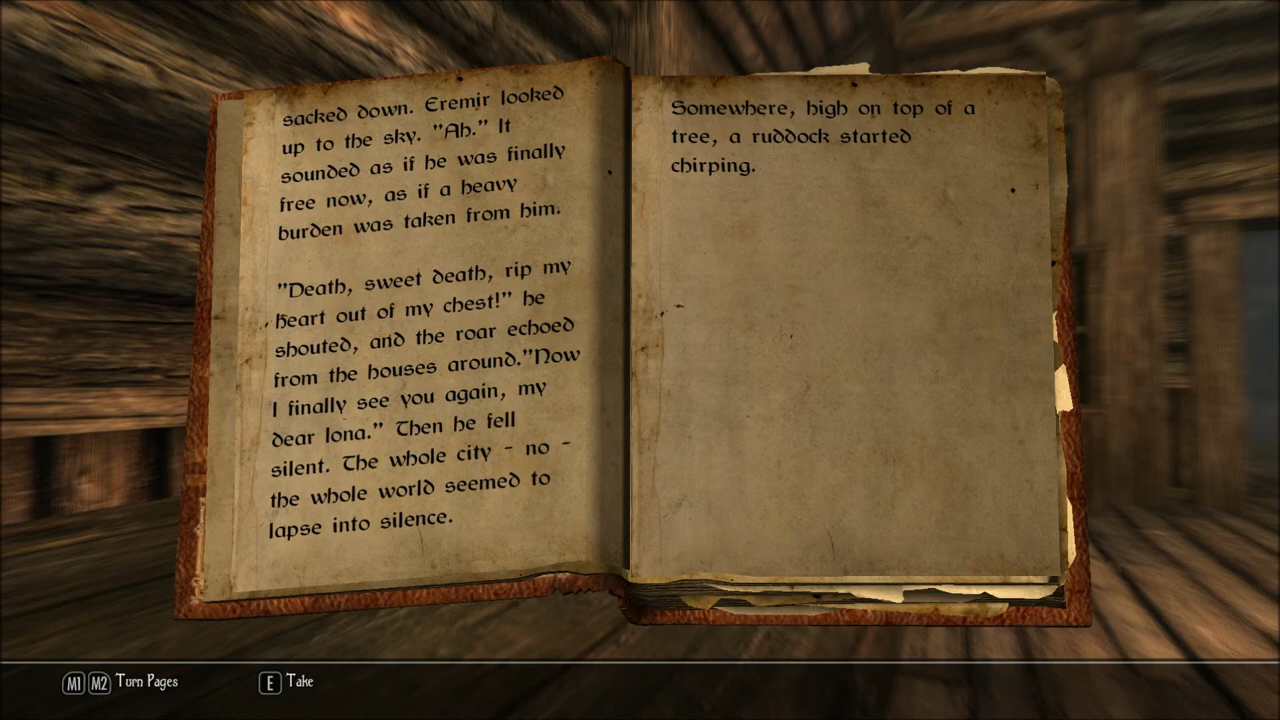 sacked down. Eremir looked
up to the sky. "Ah." It
sounded as if he was finally
free now, as if a heavy
burden was taken from him.
"Death, sweet death, rip my
heart out of my chest!" he
shouted, and the roar echoed
from the houses around."Now
I finally see you again, my
dear Iona." Then he fell
silent. The whole city - no -
the whole world seemed to
lapse into silence.
Somewhere, high on top of a
tree, a ruddock started
chirping.
M1 M2 Turn Pages
E Take